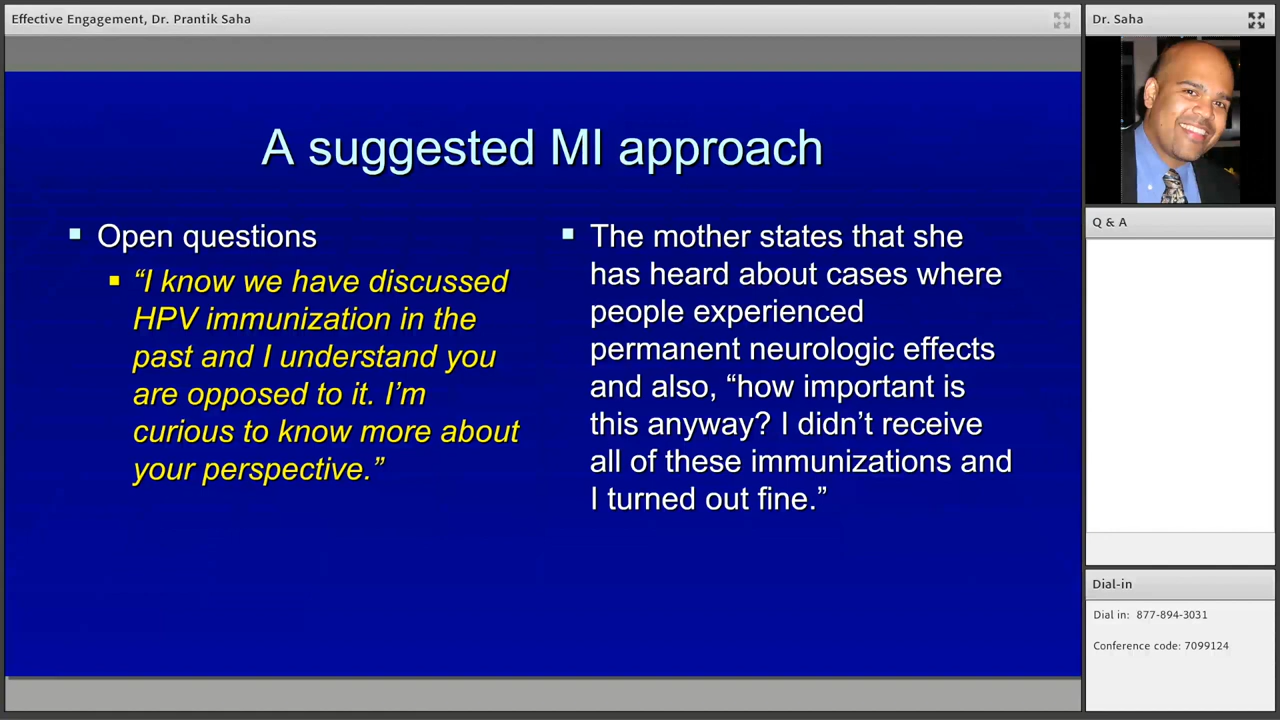 Effective Engagement, Dr. Prantik Saha
Dr. Saha
A suggested MI approach
Open questions
“I know we have discussed
HPV immunization in the
past and I understand you
are opposed to it. I’m
curious to know more about
your perspective.”
The mother states that she
has heard about cases where
people experienced
permanent neurologic effects
and also, “how important is
this anyway? I didn’t receive
all of these immunizations and
I turned out fine.”
Q & A
Dial-in
Dial in: 877-894-3031
Conference code: 7099124